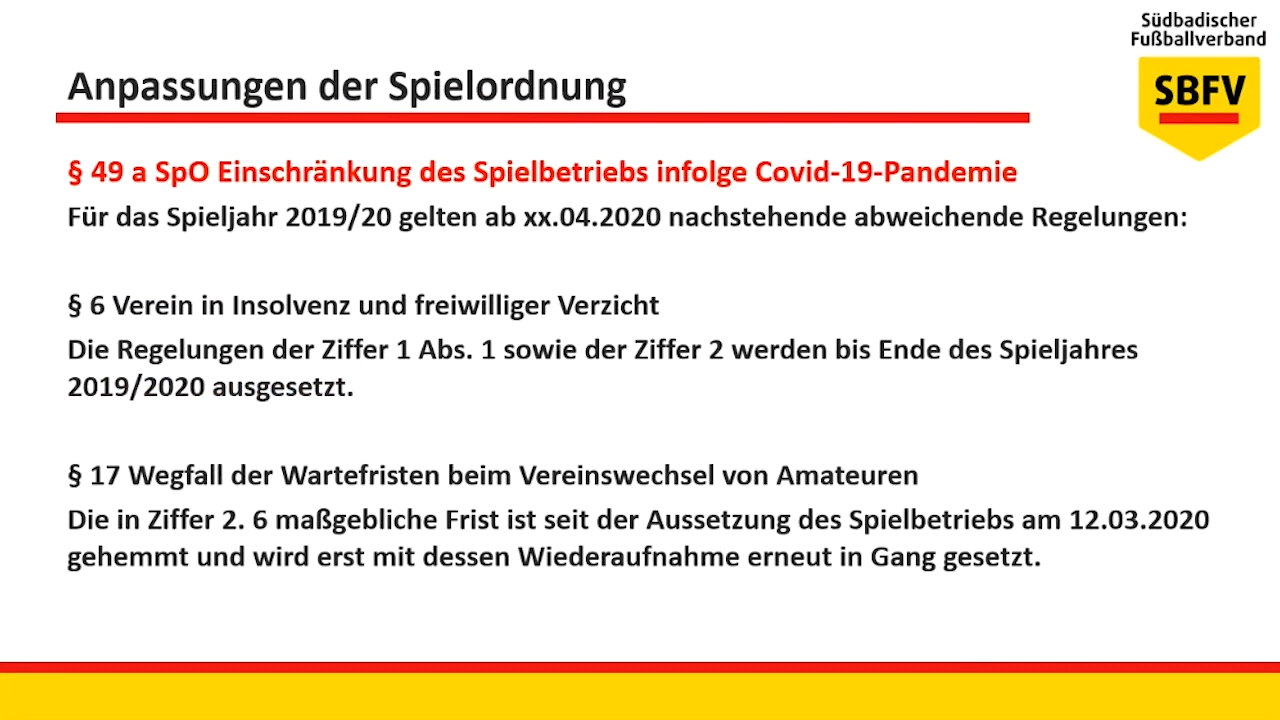 Südbadischer
Fußballverband
SBFV
Anpassungen der Spielordnung
§ 49 a SpO Einschränkung des Spielbetriebs infolge Covid-19-Pandemie
Für das Spieljahr 2019/20 gelten ab xx.04.2020 nachstehende abweichende Regelungen:
§ 6 Verein in Insolvenz und freiwilliger Verzicht
Die Regelungen der Ziffer 1 Abs. 1 sowie der Ziffer 2 werden bis Ende des Spieljahres
2019/2020 ausgesetzt.
§ 17 Wegfall der Wartefristen beim Vereinswechsel von Amateuren
Die in Ziffer 2. 6 maßgebliche Frist ist seit der Aussetzung des Spielbetriebs am 12.03.2020
gehemmt und wird erst mit dessen Wiederaufnahme erneut in Gang gesetzt.